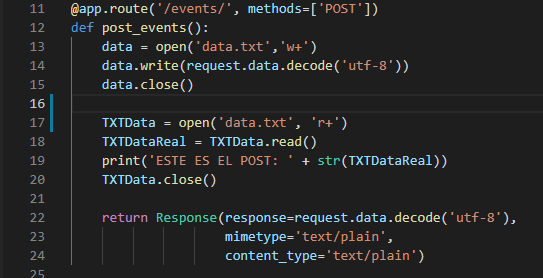 11 @app.route('/events/', methods=['POST'])
12 def post_events():
13     data = open('data.txt','w+')
14     data.write(request.data.decode('utf-8'))
15     data.close()
16
17     TXTData = open('data.txt', 'r+')
18     TXTDataReal = TXTData.read()
19     print('ESTE ES EL POST: ' + str(TXTDataReal))
20     TXTData.close()
21
22     return Response(response=request.data.decode('utf-8'),
23                     mimetype='text/plain',
24                     content_type='text/plain')
25